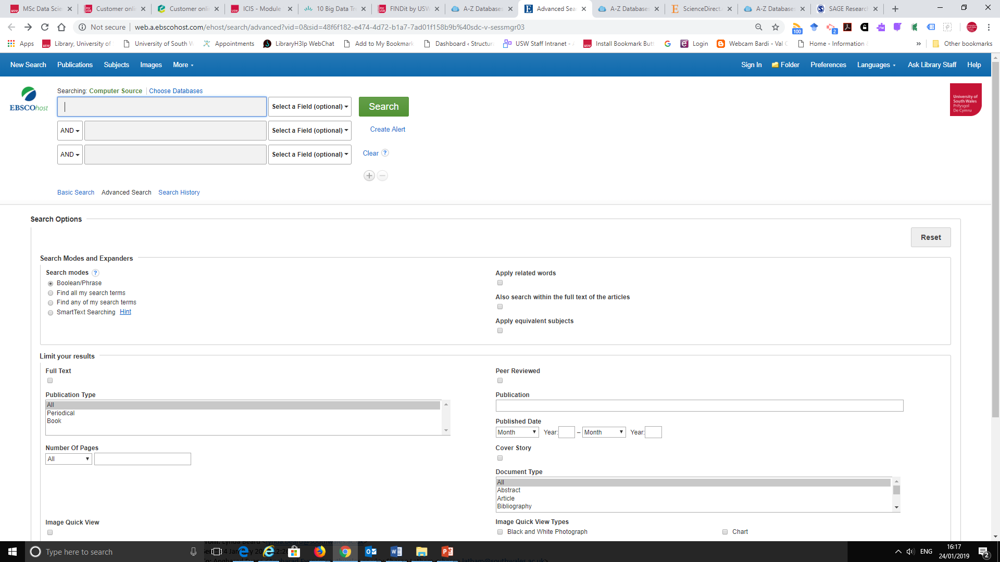 MSc Data Scie
Customer onli
Customer onli
ICIS - Module
10 Big Data Tr
FINDit by USW
A-Z Databases
Advanced Sea
A-Z Databases
ScienceDirect
A-Z Databases
SAGE Research
Not secure web.a.ebscohost.com/ehost/search/advanced?vid=0&sid=48f6f182-e474-4d72-b1a7-7ad01f158b9b%40sdc-v-sessmgr03
100
2
Apps Library, University of University of South W Appointments LibraryH3lp WebChat Add to My Bookmark Dashboard ‹ Structur USW Staff Intranet - Install Bookmark But Login Webcam Bardi - Val Home - Information » Other bookmarks
New Search Publications Subjects Images More Sign In Folder Preferences Languages Ask Library Staff Help
Searching: Computer Source Choose Databases
EBSCOhost
University of
South Wales
Prifysgol
De Cymru
Select a Field (optional) Search
AND Select a Field (optional) Create Alert
AND Select a Field (optional) Clear ?
Basic Search Advanced Search Search History
Search Options
Reset
Search Modes and Expanders
Search modes ?
Boolean/Phrase
Find all my search terms
Find any of my search terms
SmartText Searching Hint
Apply related words
Also search within the full text of the articles
Apply equivalent subjects
Limit your results
Full Text
Peer Reviewed
Publication Type
All
Periodical
Book
Publication
Published Date
Month Year: – Month Year:
Number Of Pages
All
Cover Story
Document Type
All
Abstract
Article
Bibliography
Image Quick View
Image Quick View Types
Black and White Photograph Chart
Type here to search
ENG
16:17
24/01/2019
2